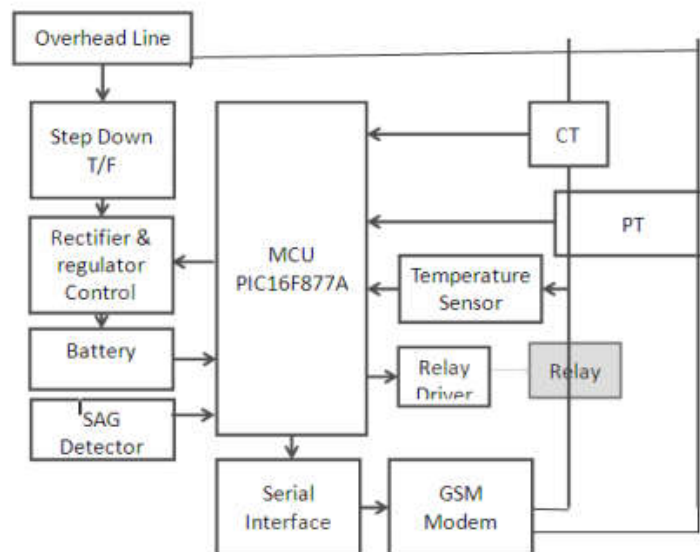 Overhead Line
Step Down
T/F
Rectifier &
regulator
Control
Battery
SAG
Detector
MCU
PIC16F877A
CT
PT
Temperature
Sensor
Relay
Driver
Relay
Serial
Interface
GSM
Modem